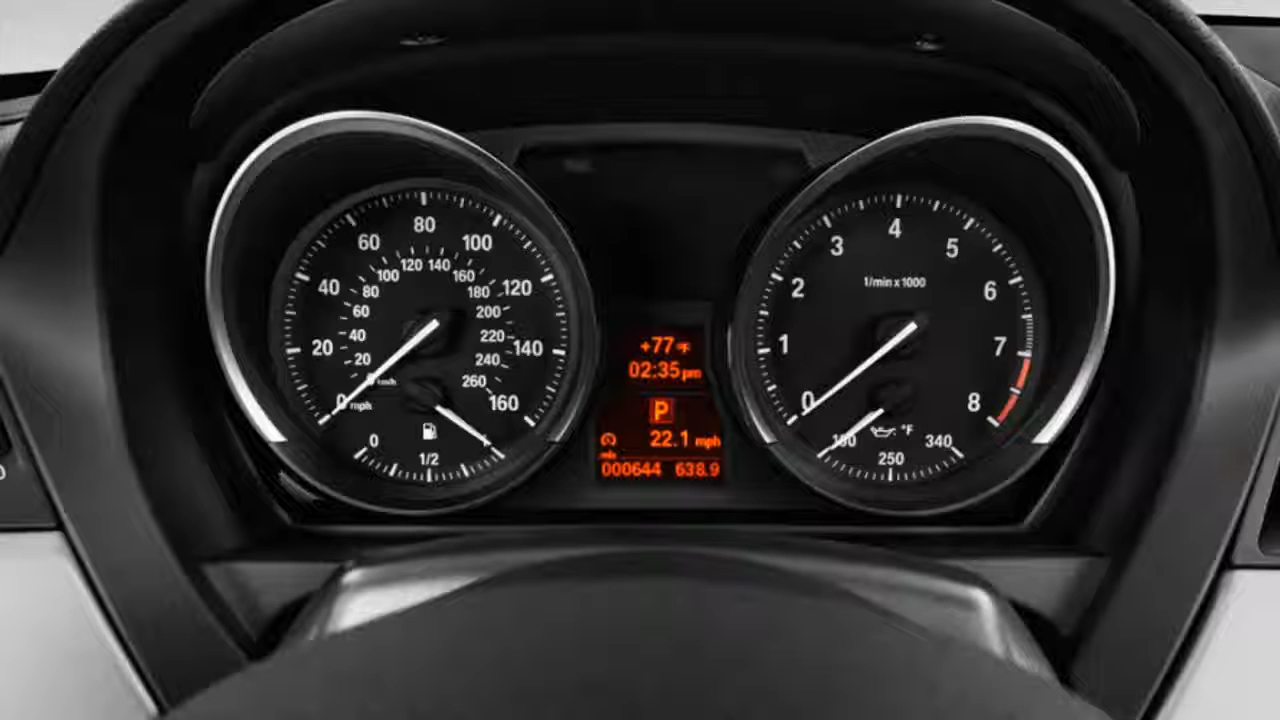 80
60 100
120 140
100 160
40 80 180 120
60 200
20 40 220 140
20 240
0 km/h 260
0 mph 160
0
1/2
+77 °F
02:35 pm
P
22.1 mph
mls
000644 638.9
4
3 5
1/min x 1000
2 6
1 7
0 8
°F
340
250
0